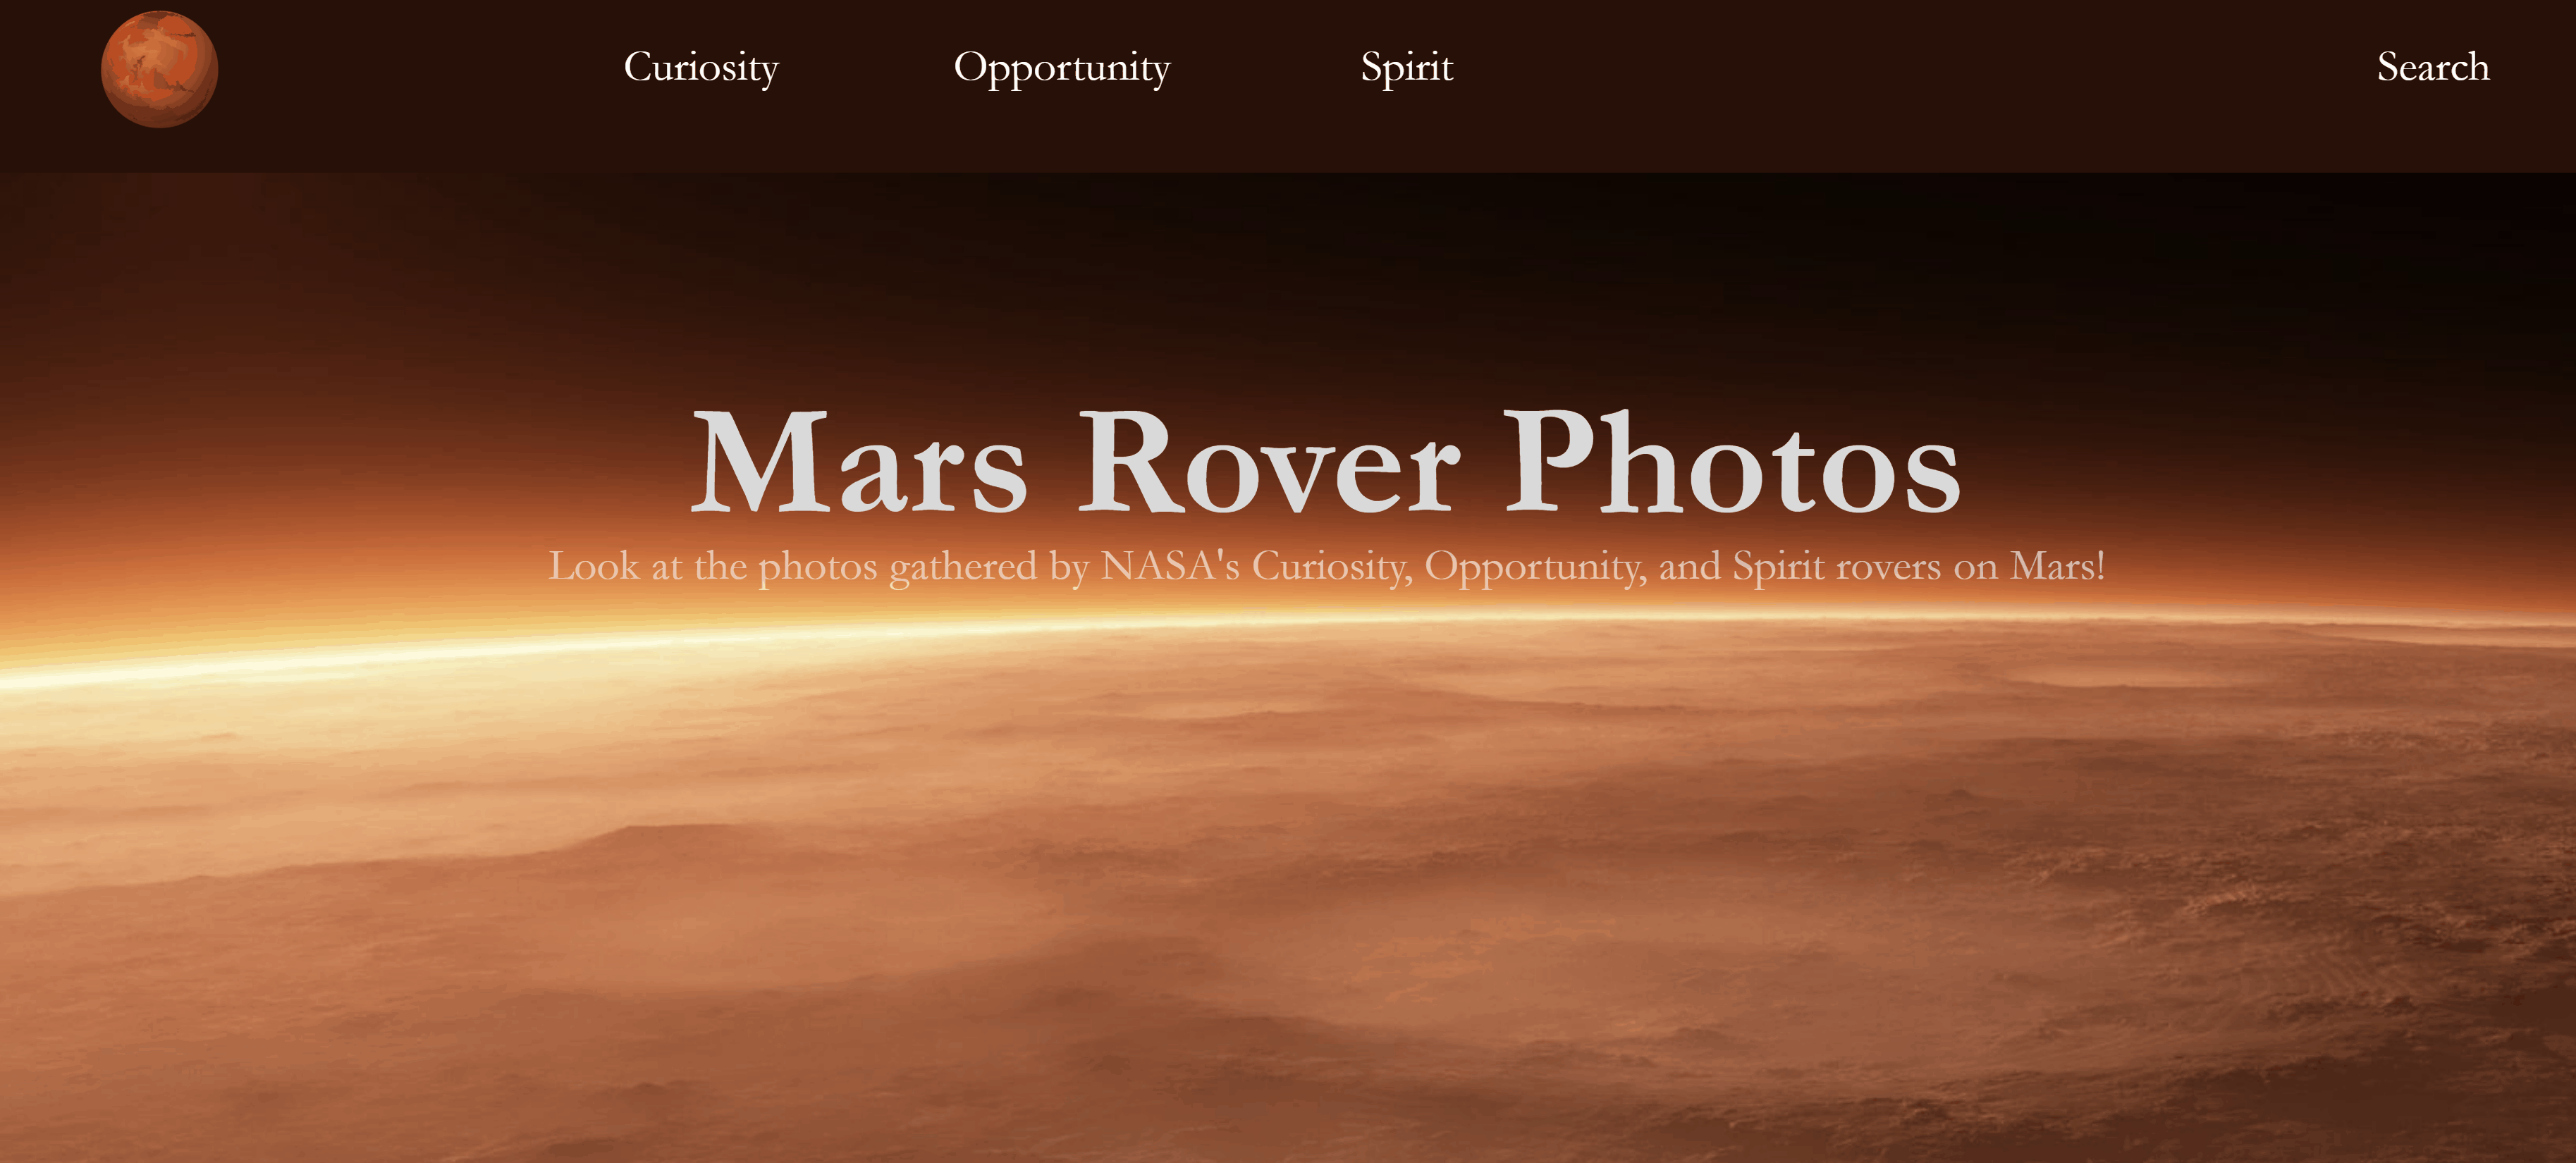 Curiosity Opportunity Spirit Search
Mars Rover Photos
Look at the photos gathered by NASA's Curiosity, Opportunity, and Spirit rovers on Mars!